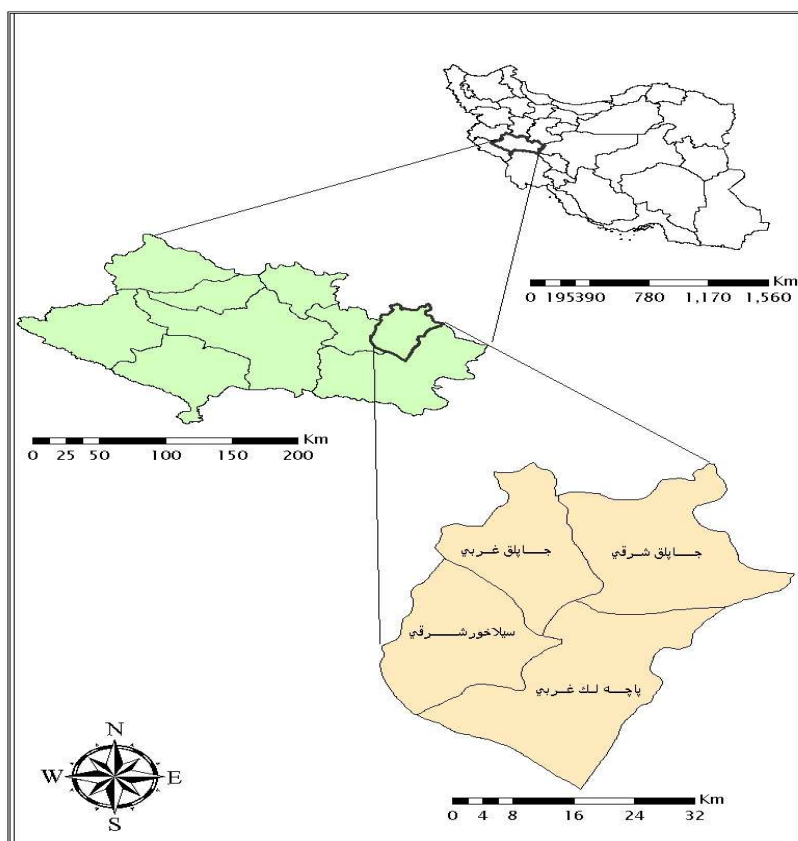 Km
0 195390 780 1,170 1,560
Km
0 25 50 100 150 200
جاپلق شرقي
جاپلق غربي
سيلاخور شرقي
پاچه لك غربي
N
W E
S
Km
0 4 8 16 24 32